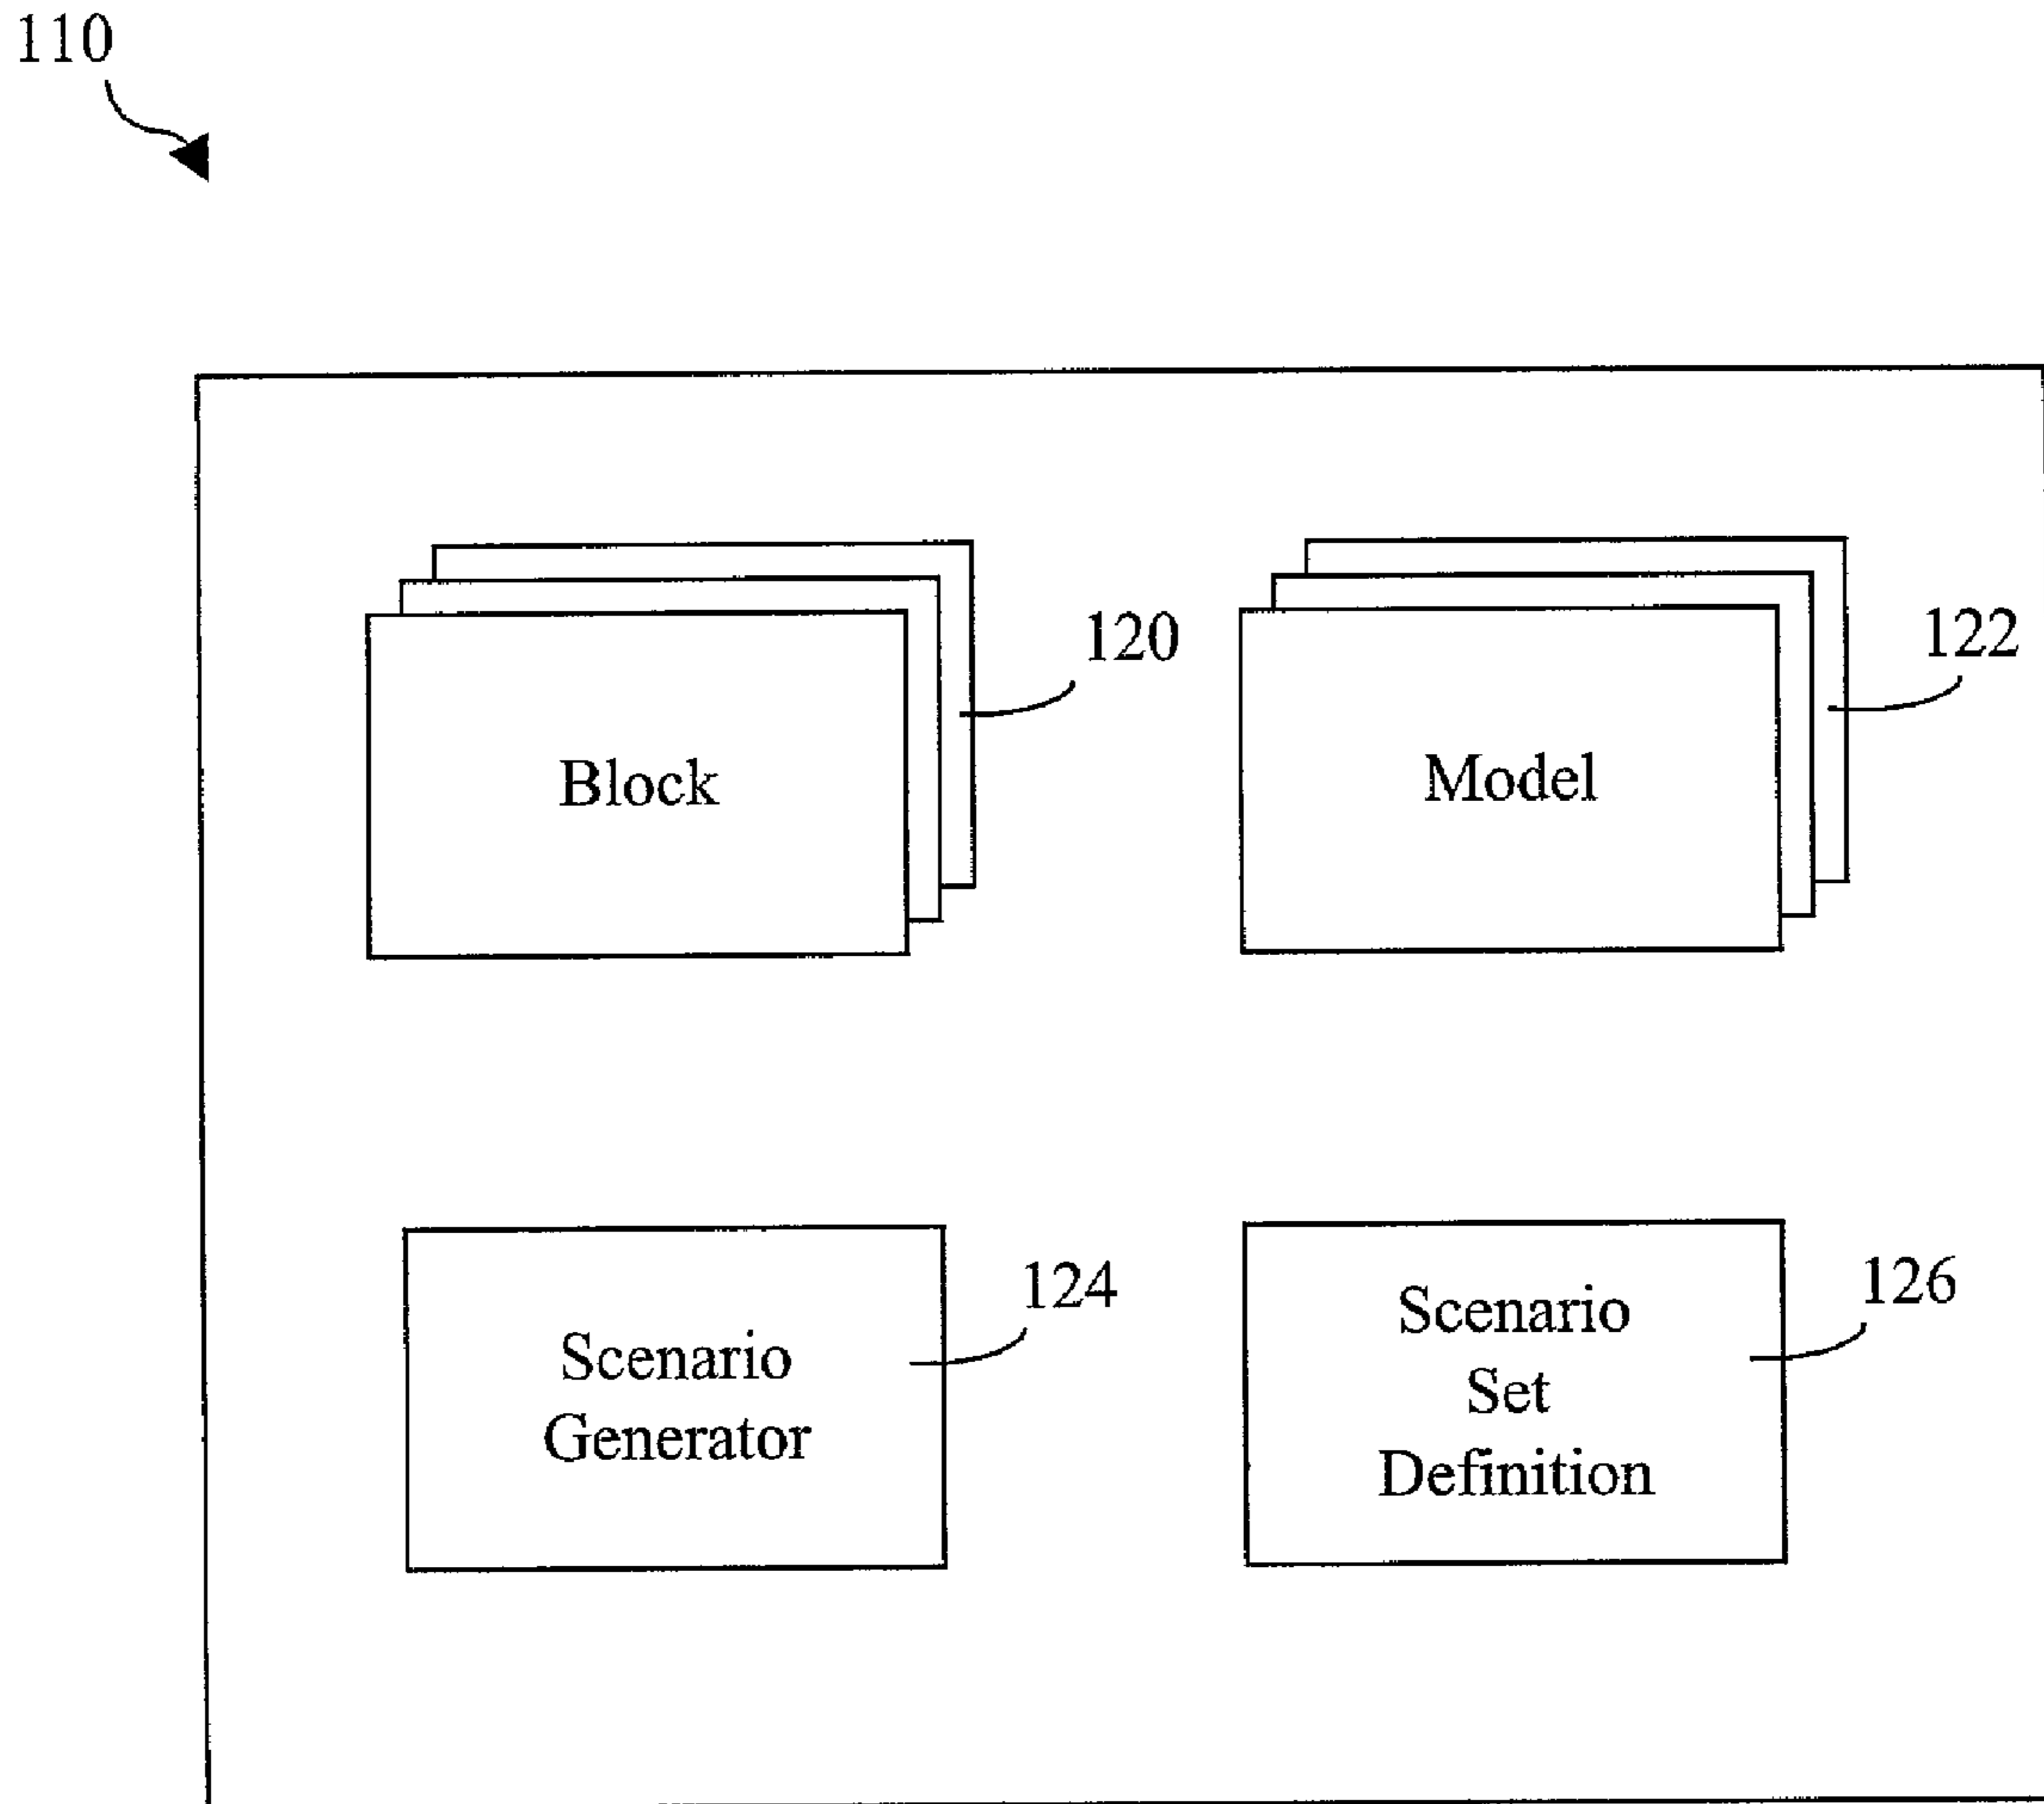 110
120
122
Block
Model
124
126
Scenario
Generator
Scenario
Set
Definition